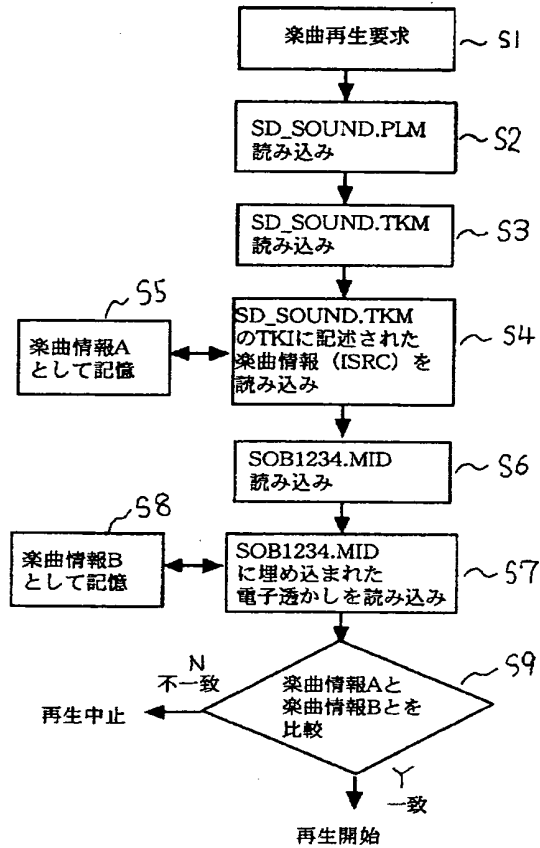 楽曲再生要求
S1
SD_SOUND.PLM
読み込み
S2
SD_SOUND.TKM
読み込み
S3
S5
楽曲情報A
として記憶
SD_SOUND.TKM
のTKIに記述された
楽曲情報（ISRC）を
読み込み
S4
SOB1234.MID
読み込み
S6
S8
楽曲情報B
として記憶
SOB1234.MID
に埋め込まれた
電子透かしを読み込み
S7
S9
N
不一致
楽曲情報Aと
楽曲情報Bとを
比較
再生中止
Y
一致
再生開始